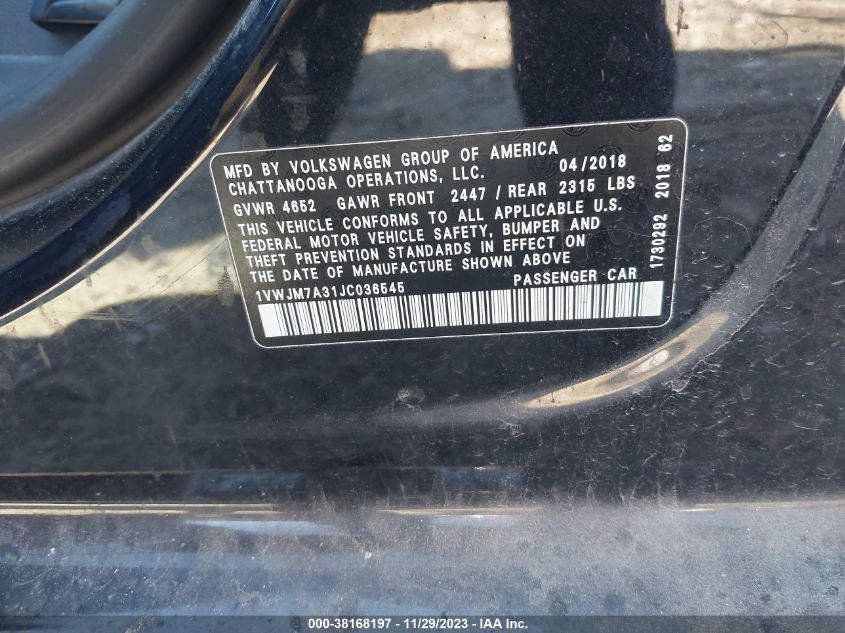 MFD BY VOLKSWAGEN GROUP OF AMERICA
CHATTANOOGA OPERATIONS, LLC. 04/2018
GVWR 4652 GAWR FRONT 2447 / REAR 2315 LBS
THIS VEHICLE CONFORMS TO ALL APPLICABLE U.S.
FEDERAL MOTOR VEHICLE SAFETY, BUMPER AND
THEFT PREVENTION STANDARDS IN EFFECT ON
THE DATE OF MANUFACTURE SHOWN ABOVE
1VWJM7A31JC036545 PASSENGER CAR
1730292 2018 62
000-38168197 - 11/29/2023 - IAA Inc.